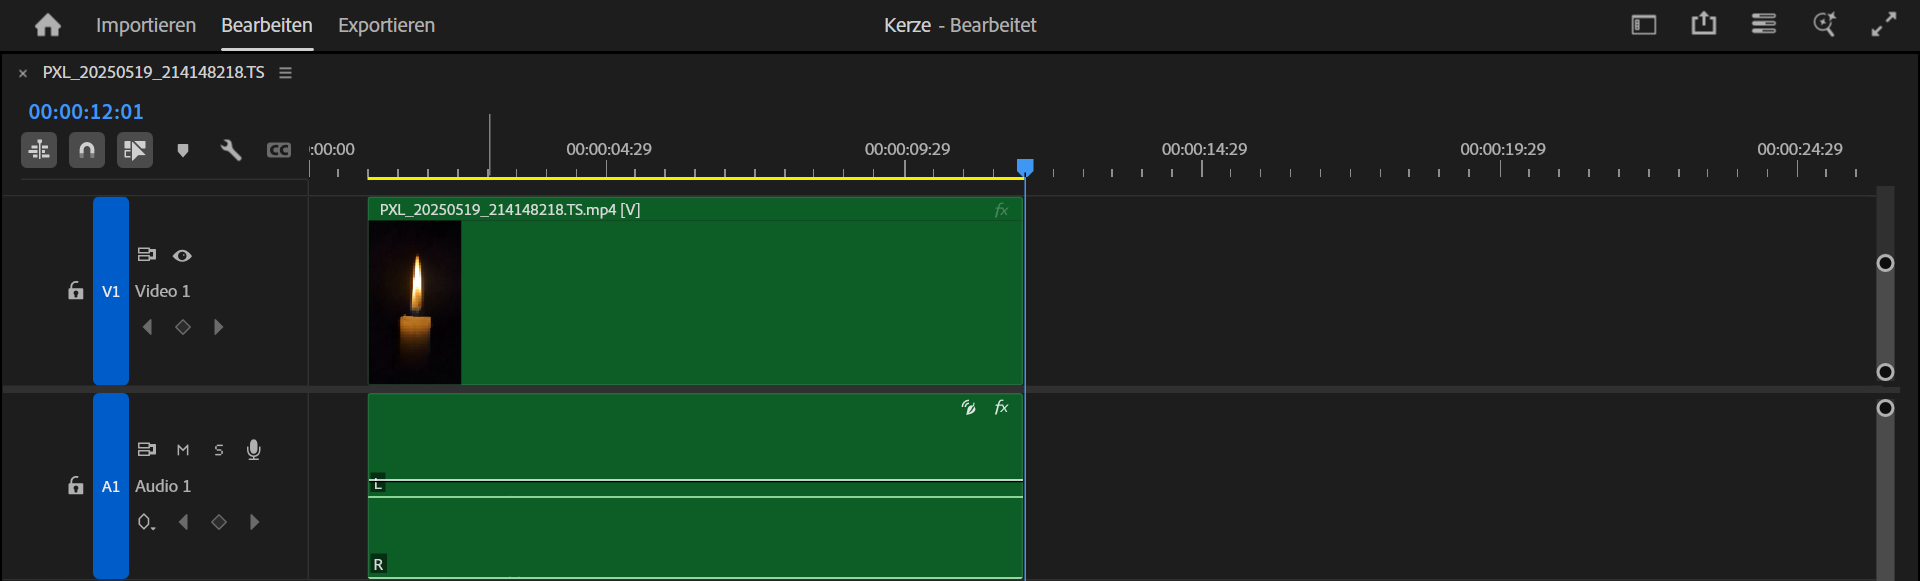 Importieren Bearbeiten Exportieren Kerze - Bearbeitet
PXL_20250519_214148218.TS
00:00:12:01
CC :00:00 00:00:04:29 00:00:09:29 00:00:14:29 00:00:19:29 00:00:24:29
PXL_20250519_214148218.TS.mp4 [V] fx
V1 Video 1
fx
M S
L
A1 Audio 1
R